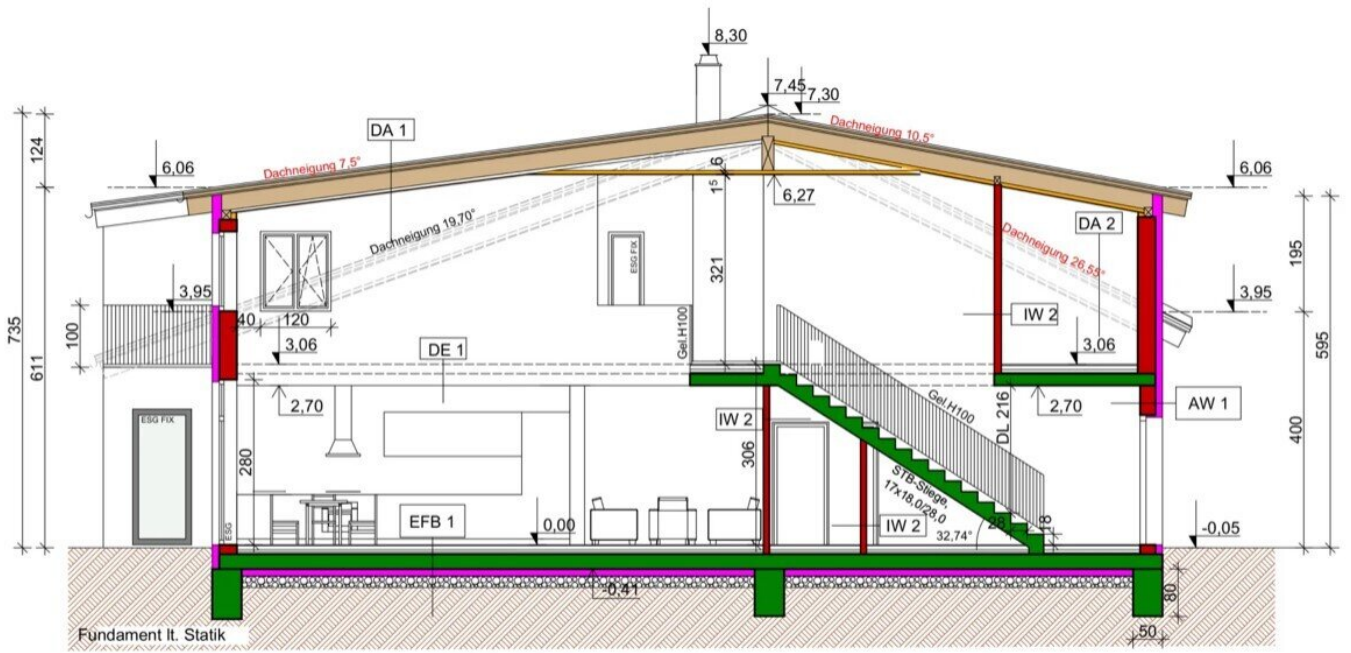 8,30
7,45
7,30
DA 1
Dachneigung 10,5°
124
6,06
Dachneigung 7.5°
6,06
15
6
6,27
Dachneigung 19,70°
ESG FIX
DA 2
Dachneigung 26,55°
195
321
3,95
3,95
735
611
100
40
120
IW 2
595
3,06
DE 1
Gel.H100
3,06
2,70
Gel.H100
DL 216
2,70
AW 1
ESG FIX
IW 2
400
280
306
STB-Stiege,
17x18.0/28,0
EFB 1
0,00
IW 2
32,74°
28
18
-0,05
ESG
-0,41
80
Fundament lt. Statik
50